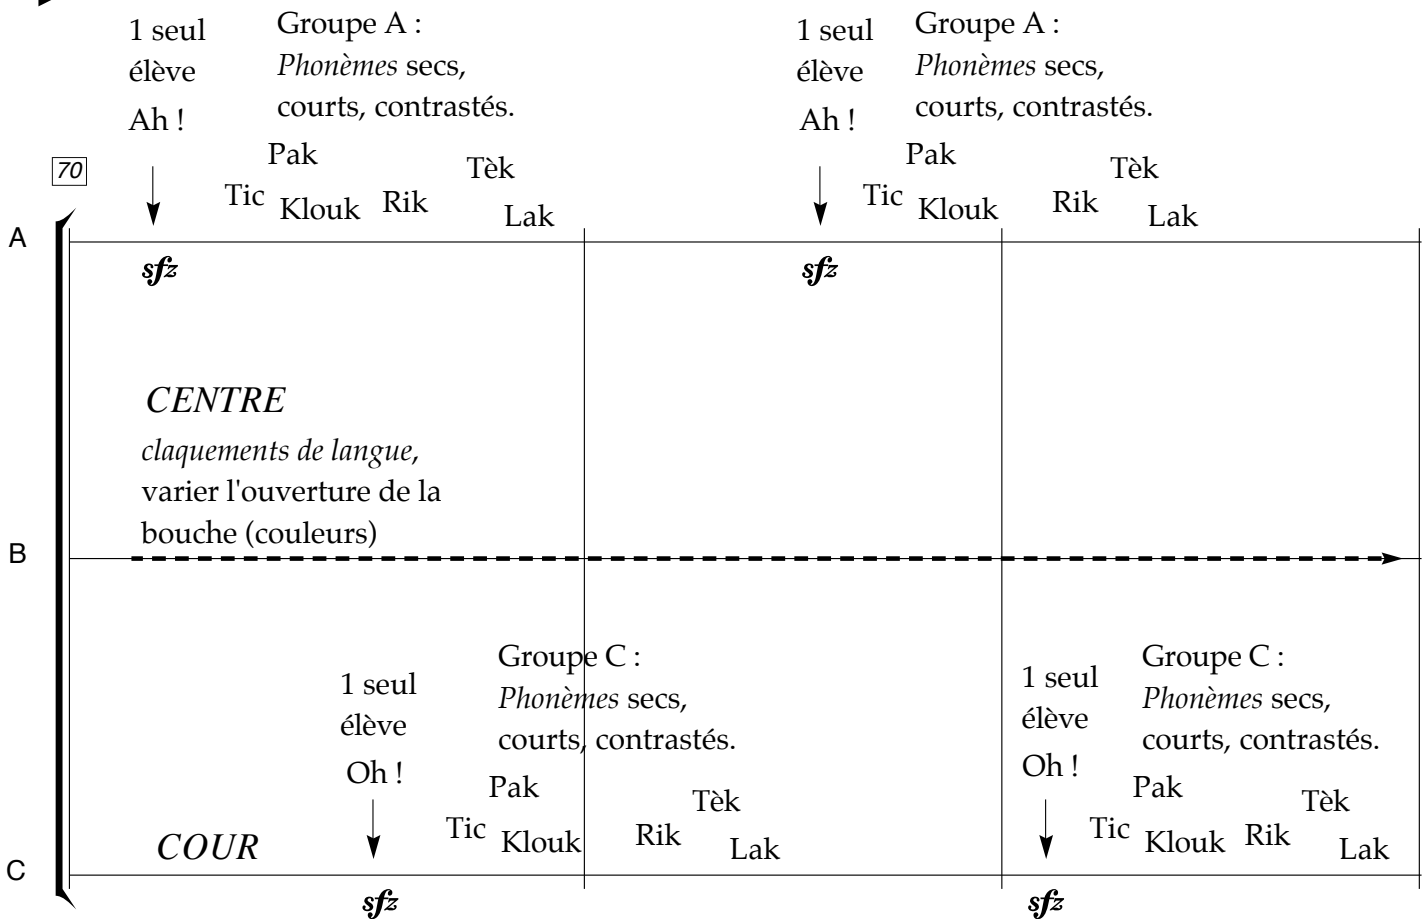 1 seul
élève
Ah !
Groupe A :
Phonèmes secs,
courts, contrastés.
1 seul
élève
Ah !
Groupe A :
Phonèmes secs,
courts, contrastés.
70
Tic Pak Klouk Rik Tèk Lak
Tic Pak Klouk Rik Tèk Lak
A
sfz sfz
CENTRE
claquements de langue,
varier l'ouverture de la
bouche (couleurs)
B
1 seul
élève
Oh !
Groupe C :
Phonèmes secs,
courts, contrastés.
1 seul
élève
Oh !
Groupe C :
Phonèmes secs,
courts, contrastés.
Tic Pak Klouk Rik Tèk Lak
Tic Pak Klouk Rik Tèk Lak
COUR
C
sfz sfz